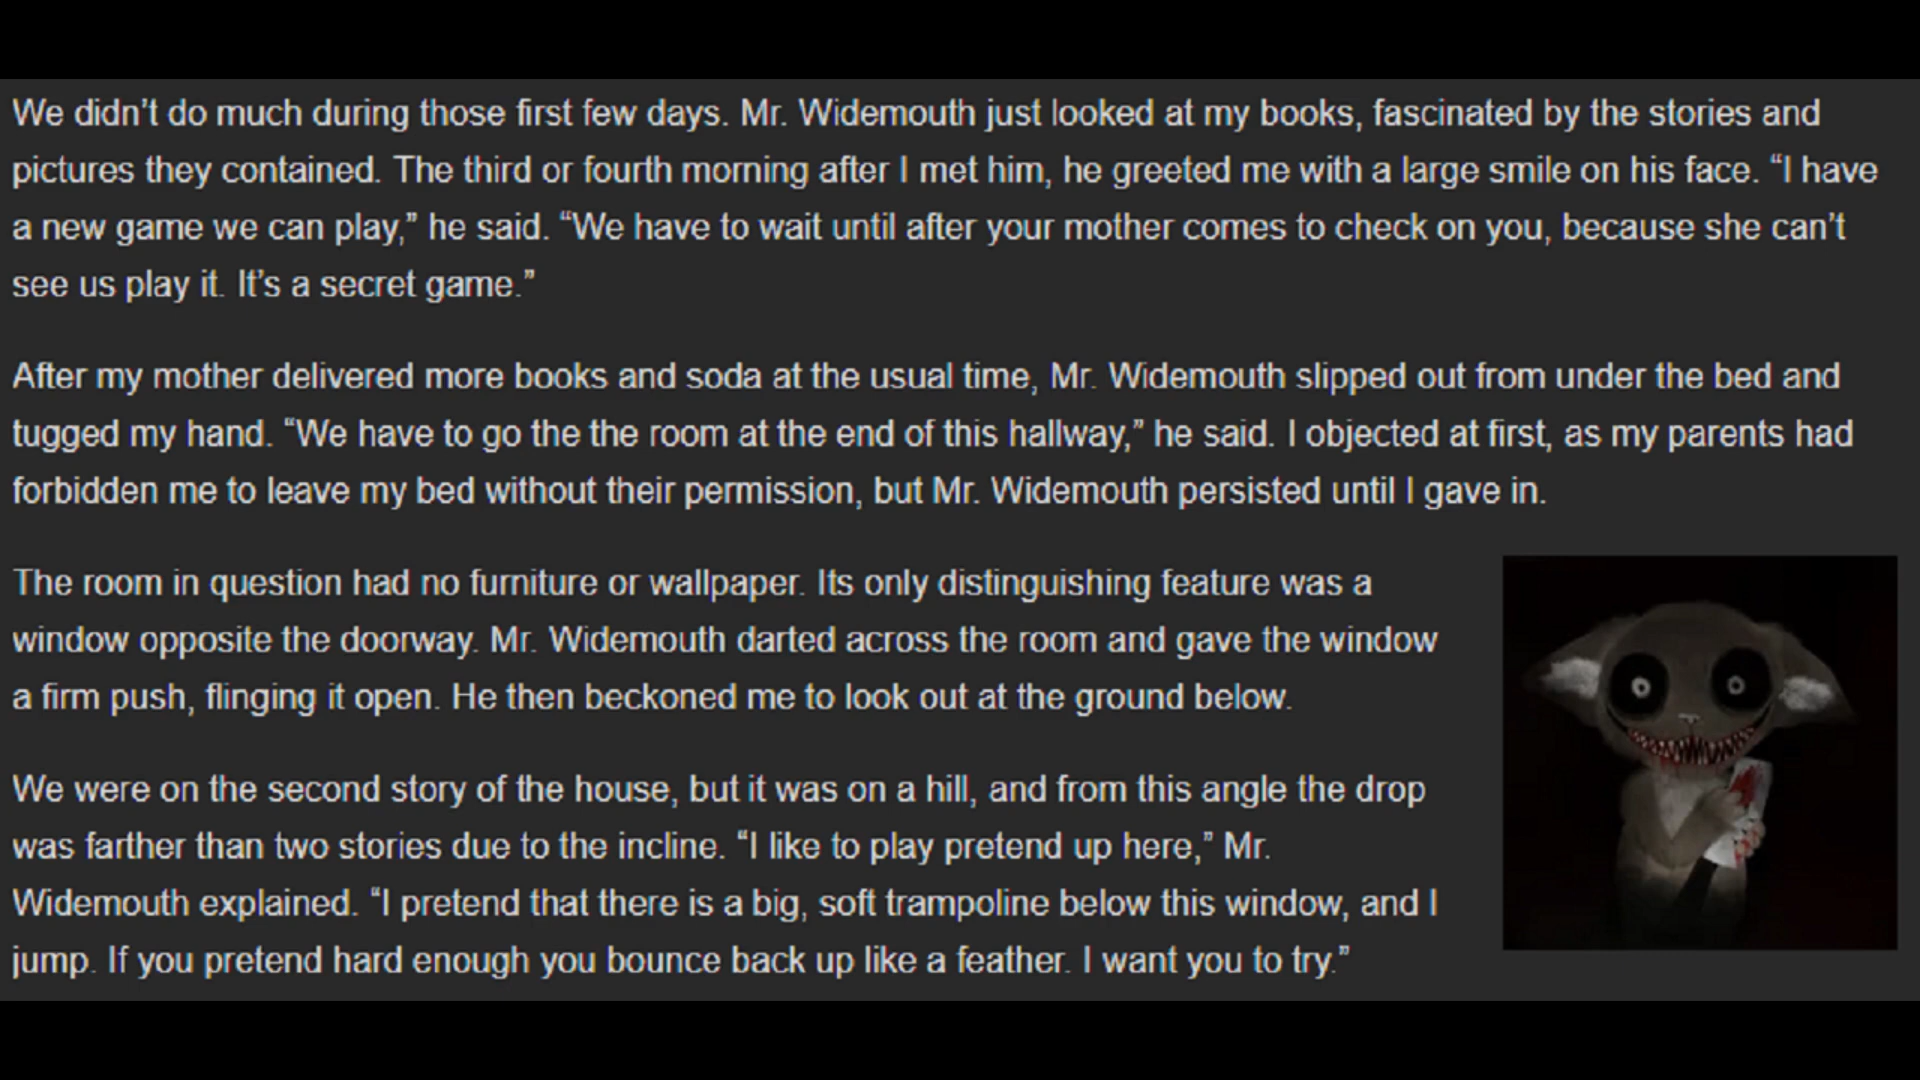 We didn’t do much during those first few days. Mr. Widemouth just looked at my books, fascinated by the stories and
pictures they contained. The third or fourth morning after I met him, he greeted me with a large smile on his face. “I have
a new game we can play,” he said. “We have to wait until after your mother comes to check on you, because she can’t
see us play it. It’s a secret game.”
After my mother delivered more books and soda at the usual time, Mr. Widemouth slipped out from under the bed and
tugged my hand. “We have to go the the room at the end of this hallway,” he said. I objected at first, as my parents had
forbidden me to leave my bed without their permission, but Mr. Widemouth persisted until I gave in.
The room in question had no furniture or wallpaper. Its only distinguishing feature was a
window opposite the doorway. Mr. Widemouth darted across the room and gave the window
a firm push, flinging it open. He then beckoned me to look out at the ground below.
We were on the second story of the house, but it was on a hill, and from this angle the drop
was farther than two stories due to the incline. “I like to play pretend up here,” Mr.
Widemouth explained. “I pretend that there is a big, soft trampoline below this window, and I
jump. If you pretend hard enough you bounce back up like a feather. I want you to try.”